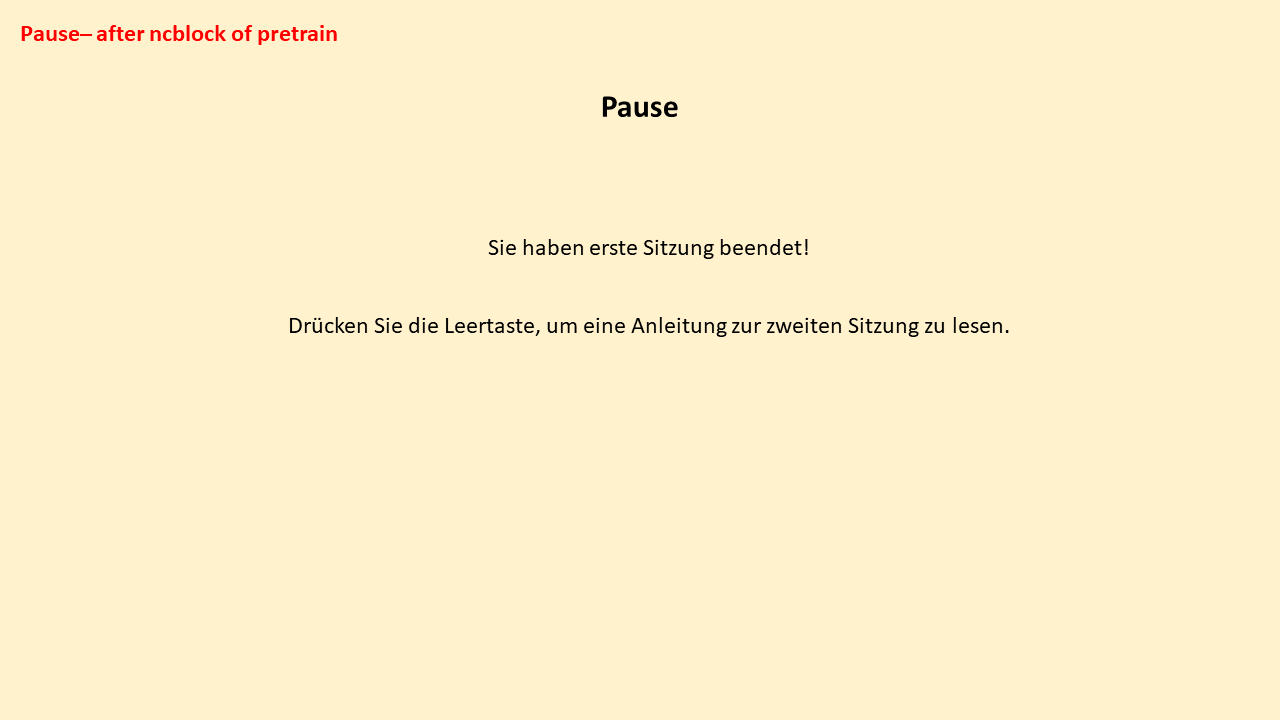 Pause– after ncblock of pretrain
Pause
Sie haben erste Sitzung beendet!
Drücken Sie die Leertaste, um eine Anleitung zur zweiten Sitzung zu lesen.